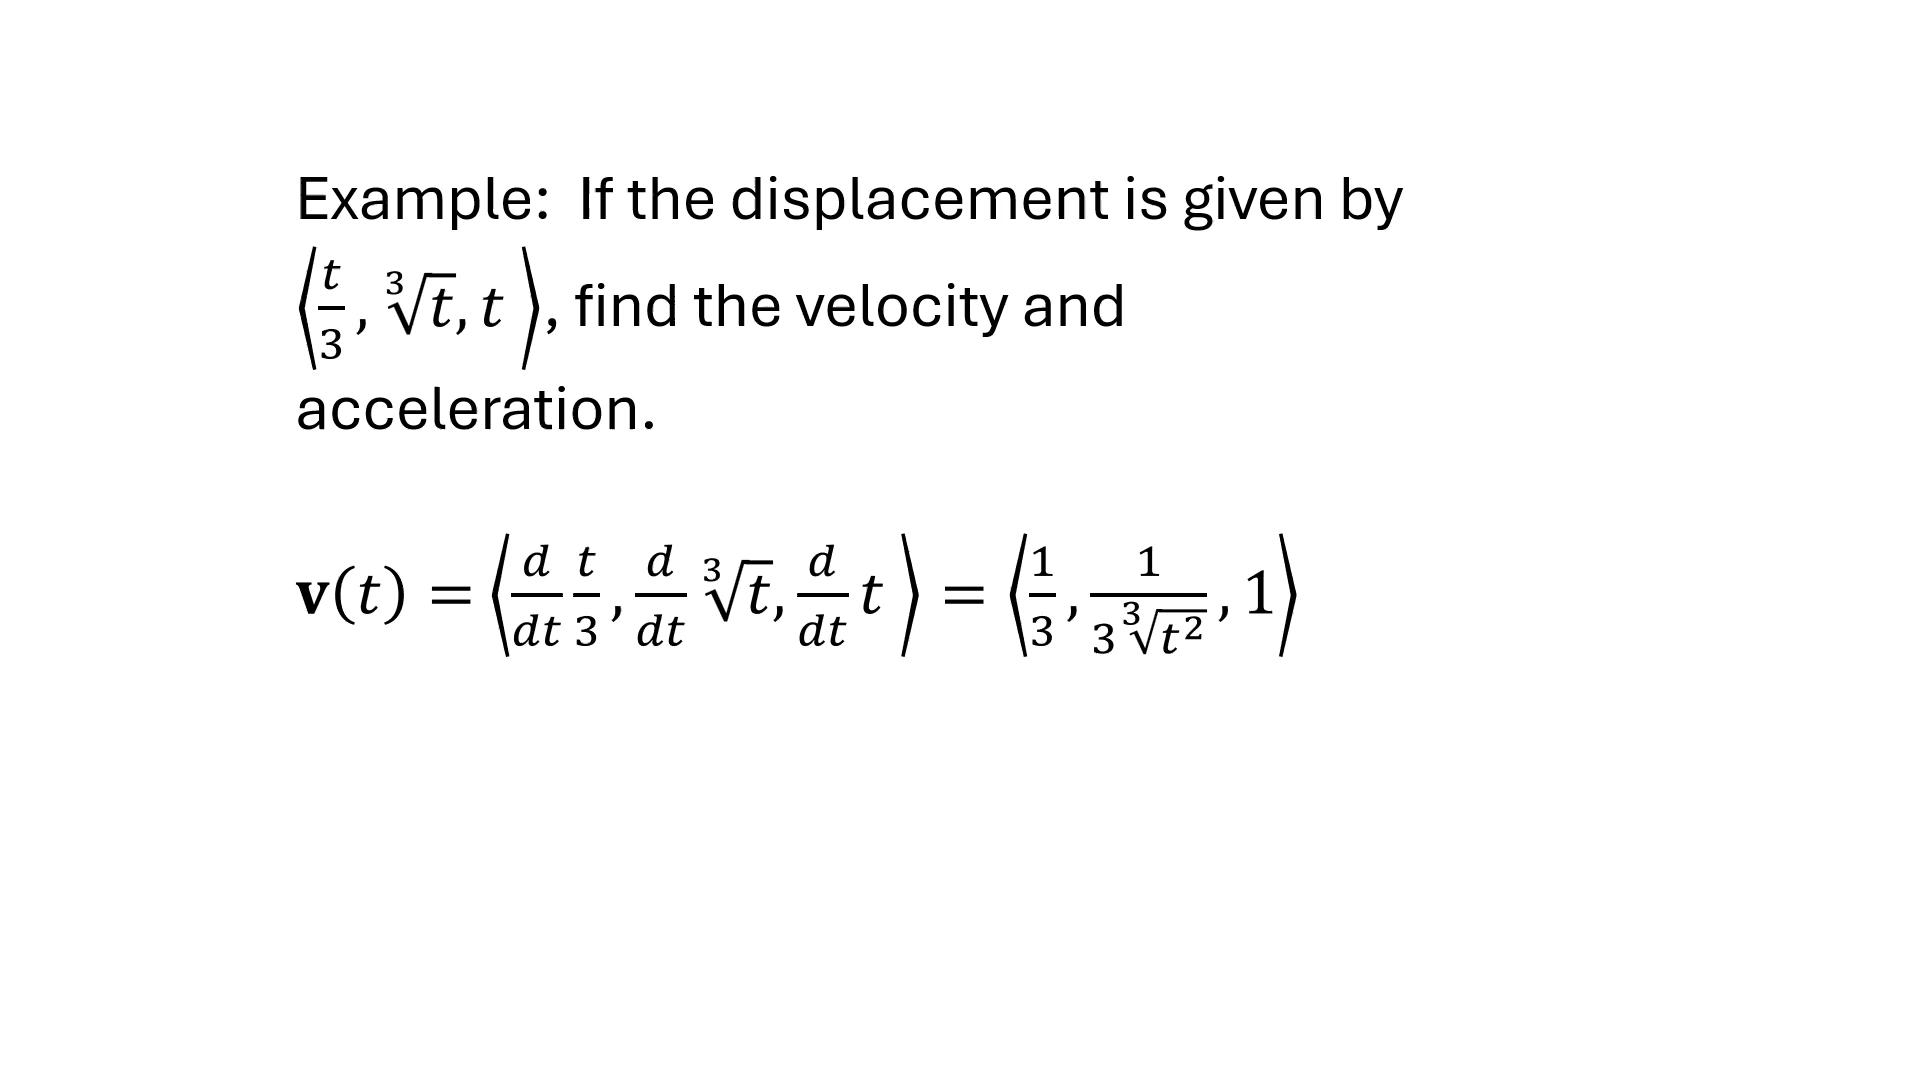 Example:  If the displacement is given by
⟨t/3, ∛t, t⟩, find the velocity and
acceleration.
𝐯(t) = ⟨d/dt t/3, d/dt ∛t, d/dt t⟩ = ⟨1/3, 1/(3∛(t²)), 1⟩